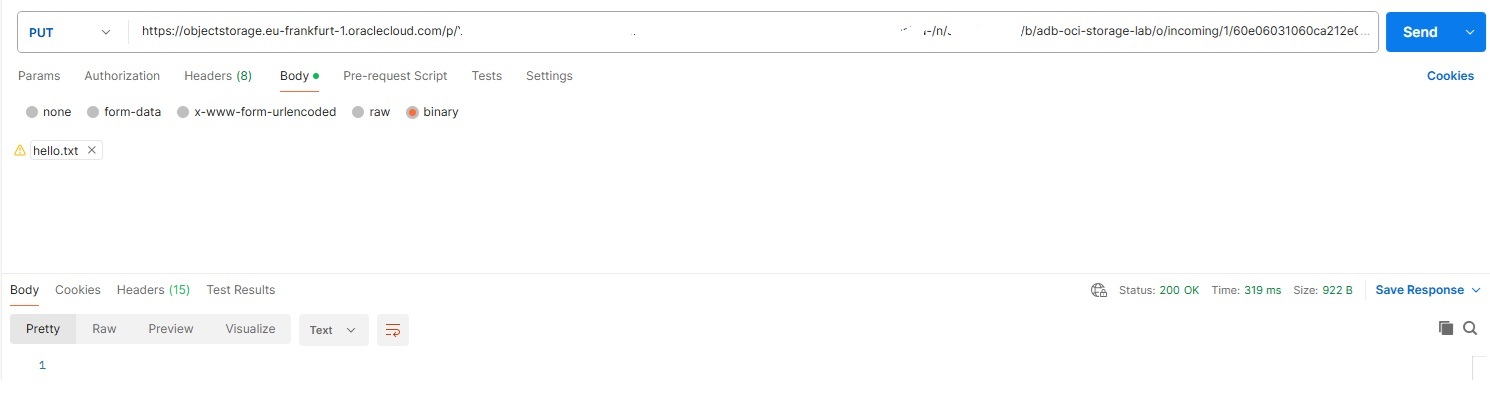 PUT https://objectstorage.eu-frankfurt-1.oraclecloud.com/p/ -/n/ /b/adb-oci-storage-lab/o/incoming/1/60e06031060ca212e0... Send
Params Authorization Headers (8) Body Pre-request Script Tests Settings Cookies
none form-data x-www-form-urlencoded raw binary
hello.txt
Body Cookies Headers (15) Test Results Status: 200 OK Time: 319 ms Size: 922 B Save Response
Pretty Raw Preview Visualize Text
1